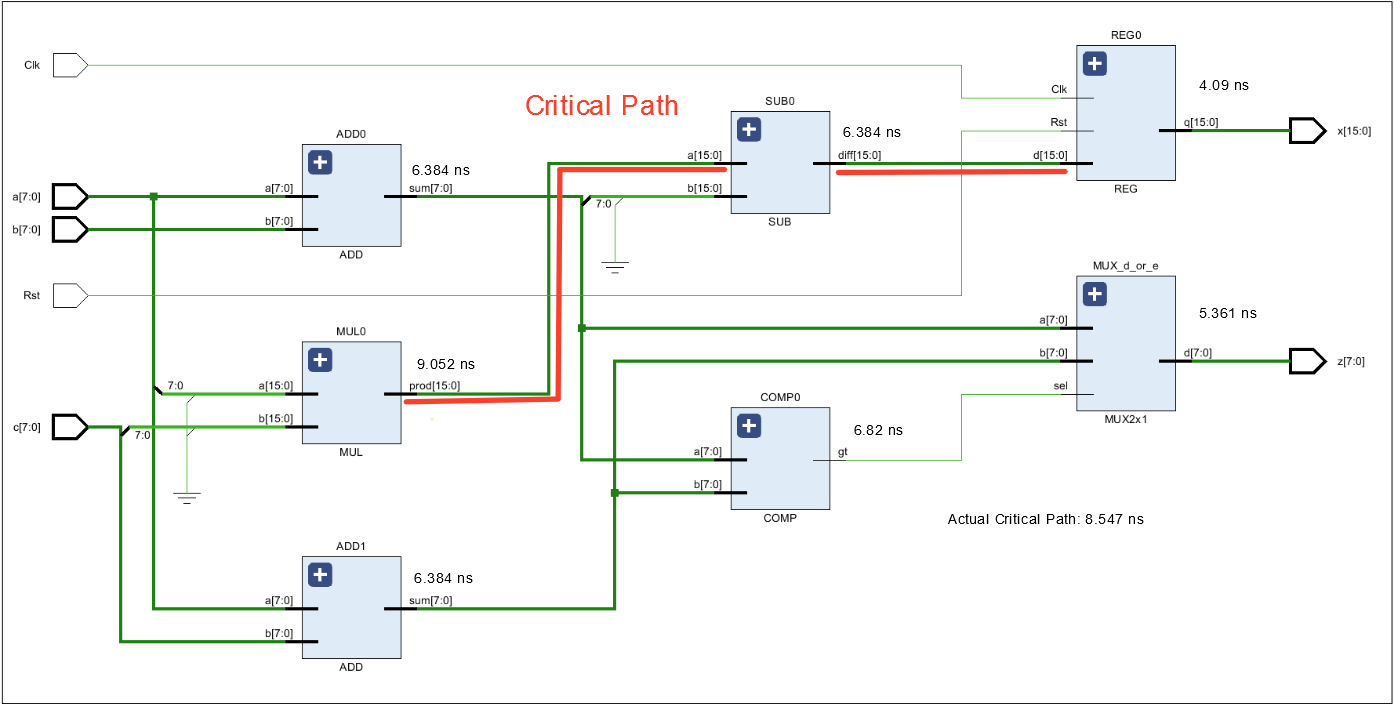 REG0
Clk
Critical Path
SUB0
4.09 ns
Clk
ADD0
6.384 ns
Rst
q[15:0]
x[15:0]
6.384 ns
a[15:0]
diff[15:0]
d[15:0]
a[7:0]
a[7:0]
sum[7:0]
b[15:0]
REG
7:0
b[7:0]
b[7:0]
SUB
ADD
MUX_d_or_e
Rst
5.361 ns
MUL0
a[7:0]
9.052 ns
b[7:0]
d[7:0]
z[7:0]
7:0
a[15:0]
prod[15:0]
sel
COMP0
c[7:0]
b[15:0]
7:0
6.82 ns
MUX2x1
MUL
a[7:0]
gt
b[7:0]
COMP
Actual Critical Path: 8.547 ns
ADD1
6.384 ns
a[7:0]
sum[7:0]
b[7:0]
ADD